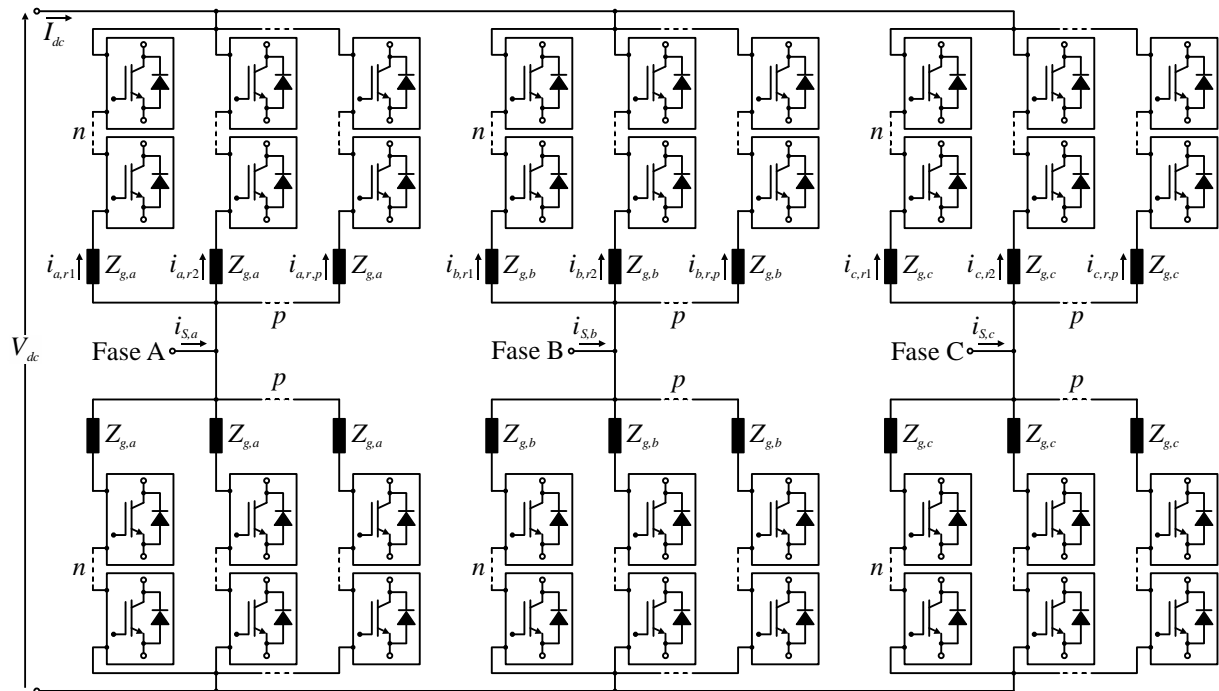 I_dc
n n n
i_a,r1 Z_g,a i_a,r2 Z_g,a i_a,r,p Z_g,a i_b,r1 Z_g,b i_b,r2 Z_g,b i_b,r,p Z_g,b i_c,r1 Z_g,c i_c,r2 Z_g,c i_c,r,p Z_g,c
p p p
i_S,a i_S,b i_S,c
V_dc Fase A Fase B Fase C
p p p
Z_g,a Z_g,a Z_g,a Z_g,b Z_g,b Z_g,b Z_g,c Z_g,c Z_g,c
n n n